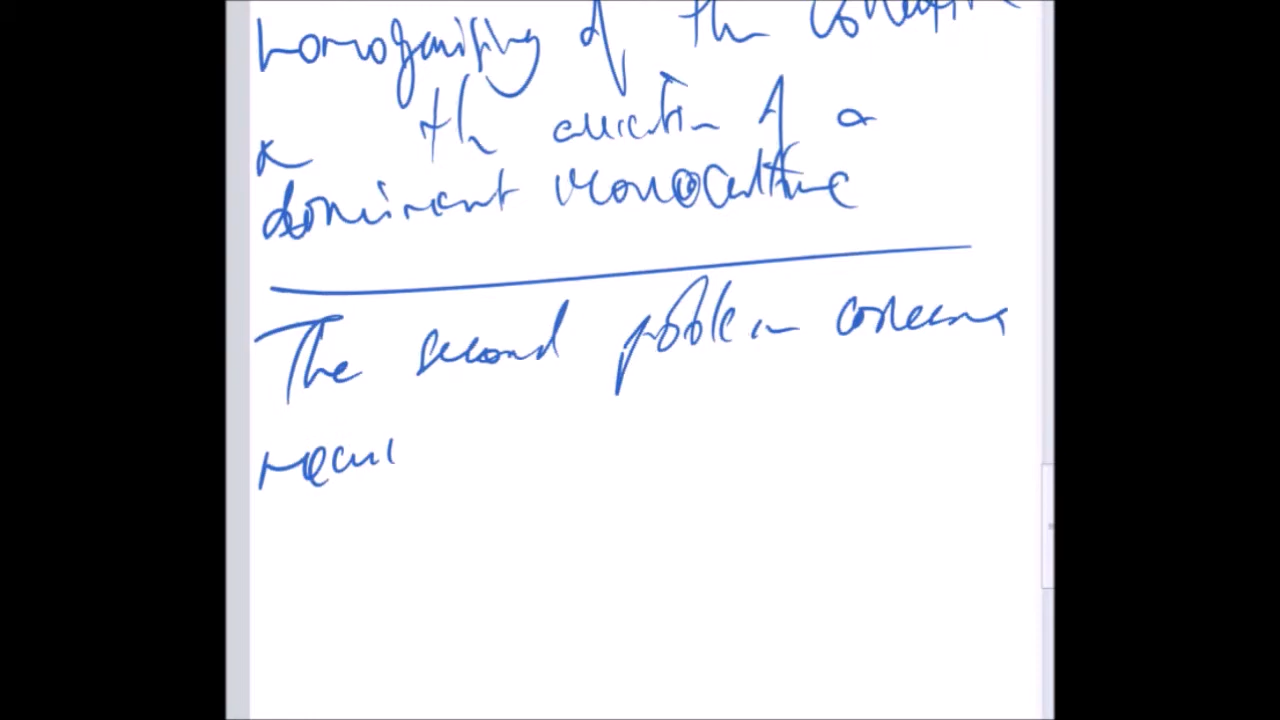 homogenising of the
the creation of a
dominant monoculture
The second problem concerns